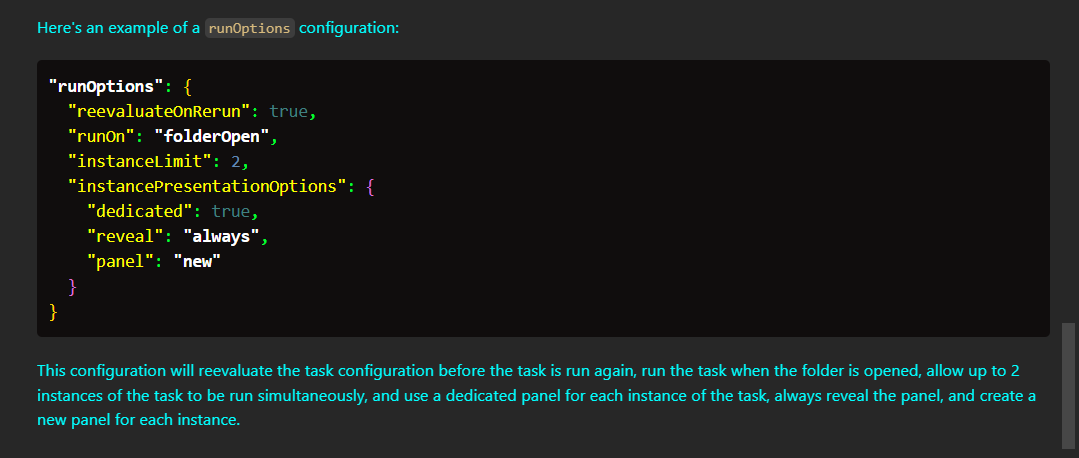 Here's an example of a runOptions configuration:
"runOptions": {
  "reevaluateOnRerun": true,
  "runOn": "folderOpen",
  "instanceLimit": 2,
  "instancePresentationOptions": {
    "dedicated": true,
    "reveal": "always",
    "panel": "new"
  }
}
This configuration will reevaluate the task configuration before the task is run again, run the task when the folder is opened, allow up to 2
instances of the task to be run simultaneously, and use a dedicated panel for each instance of the task, always reveal the panel, and create a
new panel for each instance.